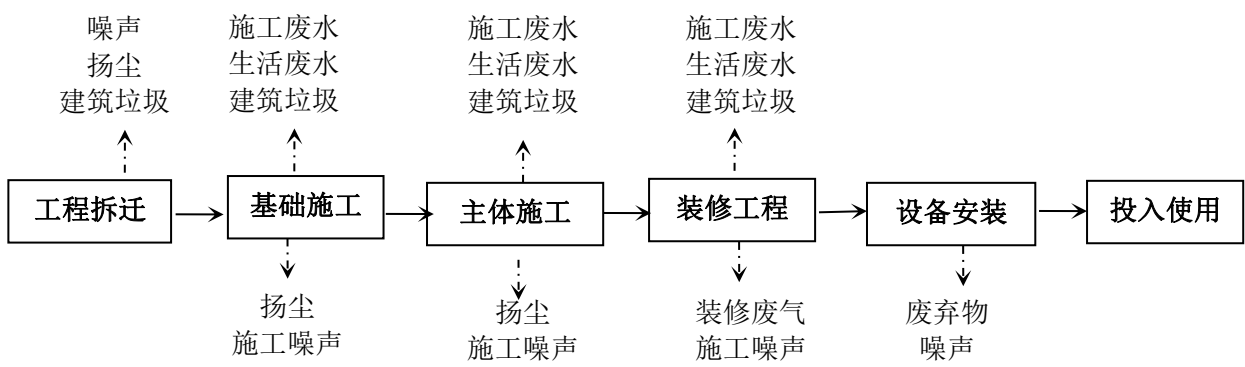 噪声
扬尘
建筑垃圾
施工废水
生活废水
建筑垃圾
施工废水
生活废水
建筑垃圾
施工废水
生活废水
建筑垃圾
工程拆迁
基础施工
主体施工
装修工程
设备安装
投入使用
扬尘
施工噪声
扬尘
施工噪声
装修废气
施工噪声
废弃物
噪声